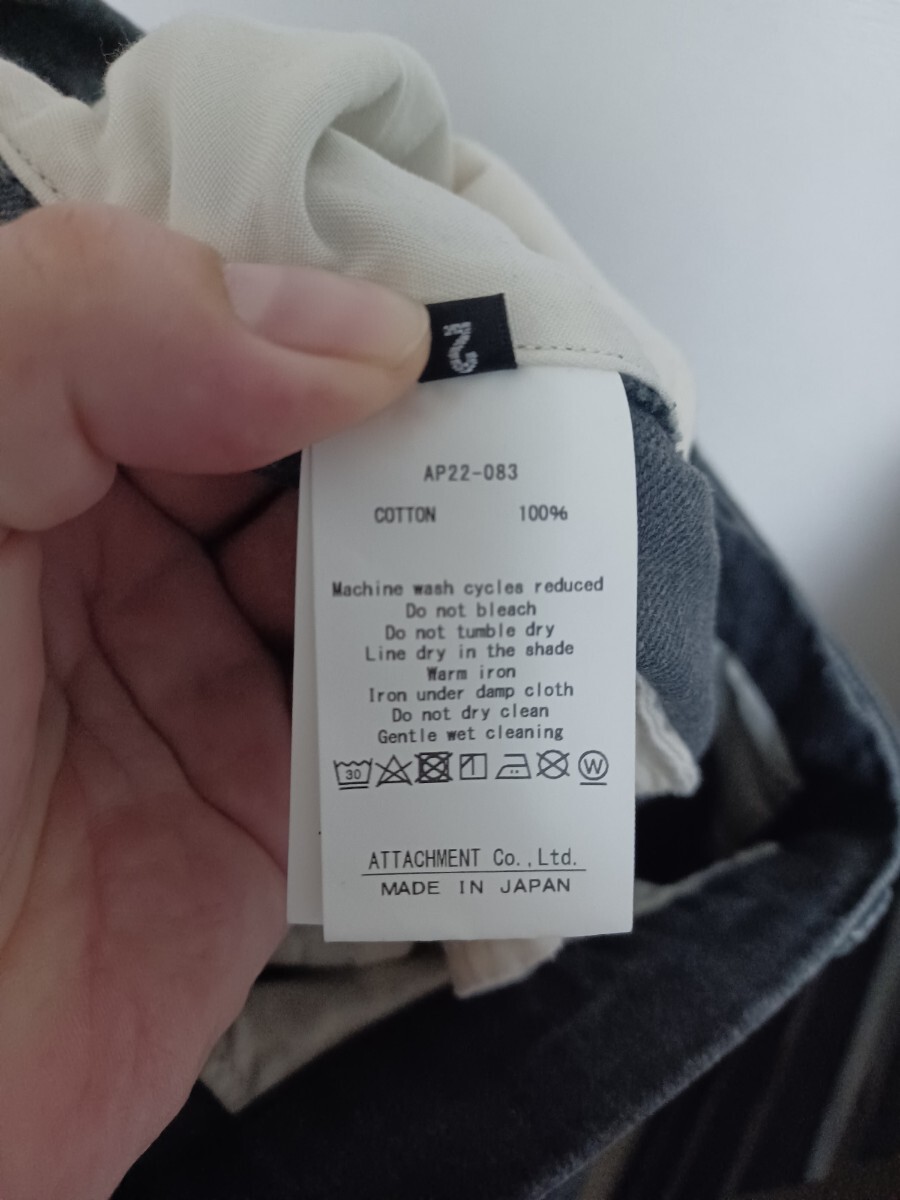 2
AP22-083
COTTON 100%
Machine wash cycles reduced
Do not bleach
Do not tumble dry
Line dry in the shade
Warm iron
Iron under damp cloth
Do not dry clean
Gentle wet cleaning
30 W
ATTACHMENT Co.,Ltd.
MADE IN JAPAN